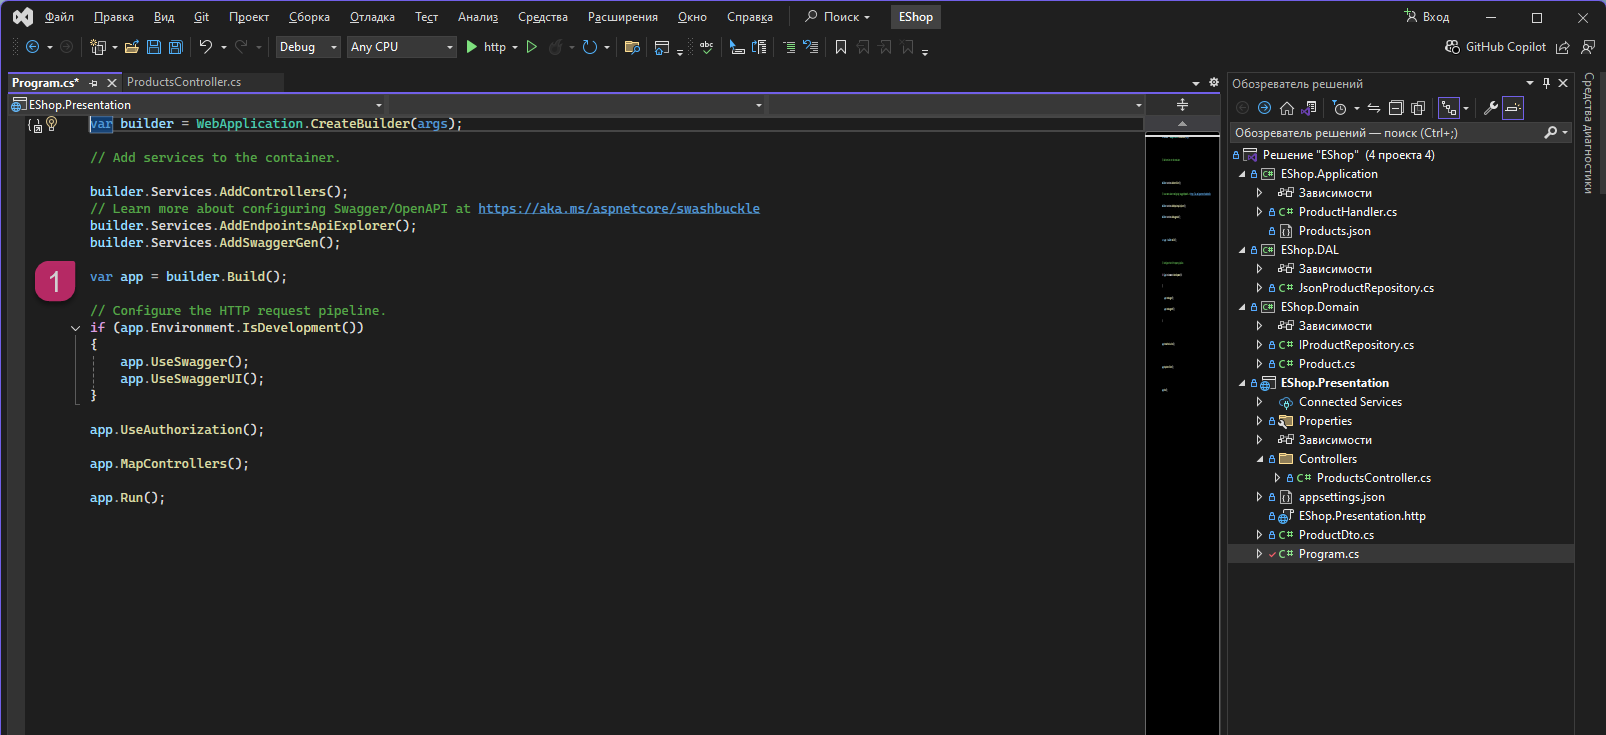 Файл Правка Вид Git Проект Сборка Отладка Тест Анализ Средства Расширения Окно Справка Поиск EShop Вход
Debug Any CPU http abc GitHub Copilot
Program.cs* ProductsController.cs
EShop.Presentation
var builder = WebApplication.CreateBuilder(args);
// Add services to the container.
builder.Services.AddControllers();
// Learn more about configuring Swagger/OpenAPI at https://aka.ms/aspnetcore/swashbuckle
builder.Services.AddEndpointsApiExplorer();
builder.Services.AddSwaggerGen();
1
var app = builder.Build();
// Configure the HTTP request pipeline.
if (app.Environment.IsDevelopment())
{
app.UseSwagger();
app.UseSwaggerUI();
}
app.UseAuthorization();
app.MapControllers();
app.Run();
Обозреватель решений
Обозреватель решений — поиск (Ctrl+;)
Решение "EShop" (4 проекта 4)
C# EShop.Application
Зависимости
C# ProductHandler.cs
Products.json
C# EShop.DAL
Зависимости
C# JsonProductRepository.cs
C# EShop.Domain
Зависимости
C# IProductRepository.cs
C# Product.cs
EShop.Presentation
Connected Services
Properties
Зависимости
Controllers
C# ProductsController.cs
appsettings.json
EShop.Presentation.http
C# ProductDto.cs
C# Program.cs
Средства диагностики